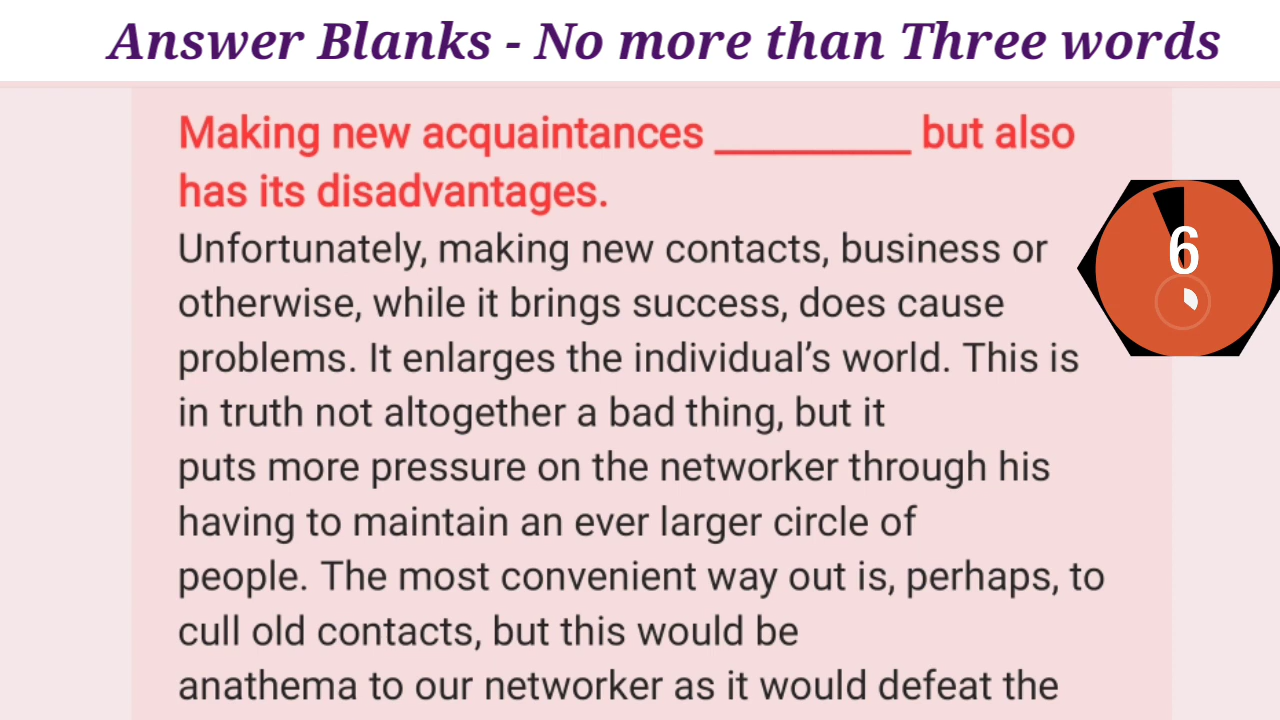 Answer Blanks - No more than Three words
Making new acquaintances __________ but also
has its disadvantages.
Unfortunately, making new contacts, business or
otherwise, while it brings success, does cause
problems. It enlarges the individual’s world. This is
in truth not altogether a bad thing, but it
puts more pressure on the networker through his
having to maintain an ever larger circle of
people. The most convenient way out is, perhaps, to
cull old contacts, but this would be
anathema to our networker as it would defeat the
6